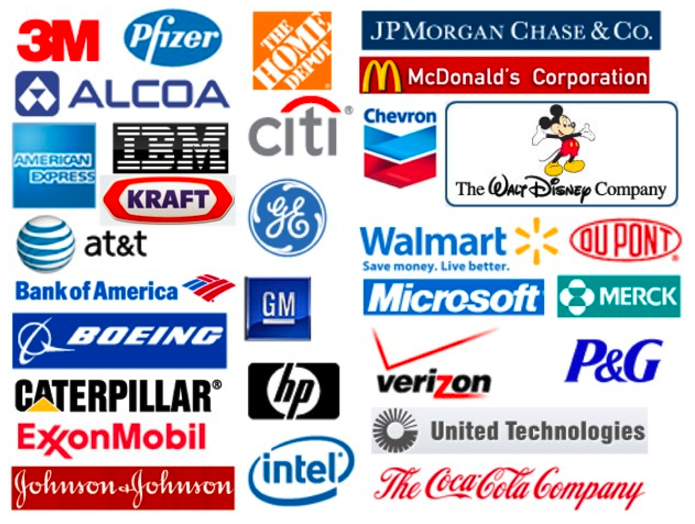 3M
Pfizer
THE
HOME
DEPOT
JPMORGAN CHASE & CO.
McDonald's Corporation
ALCOA
citi®
Chevron
The WALT DISNEY Company
AMERICAN
EXPRESS
IBM
KRAFT
GE
at&t
Walmart
Save money. Live better.
DUPONT
Bank of America
GM
Microsoft®
MERCK
BOEING
hp
verizon
P&G
CATERPILLAR®
United Technologies
ExxonMobil
intel®
Johnson & Johnson
The Coca-Cola Company